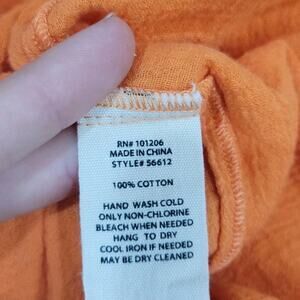 RN# 101206
MADE IN CHINA
STYLE# 56612
100% COTTON
HAND WASH COLD
ONLY NON-CHLORINE
BLEACH WHEN NEEDED
HANG TO DRY
COOL IRON IF NEEDED
MAY BE DRY CLEANED